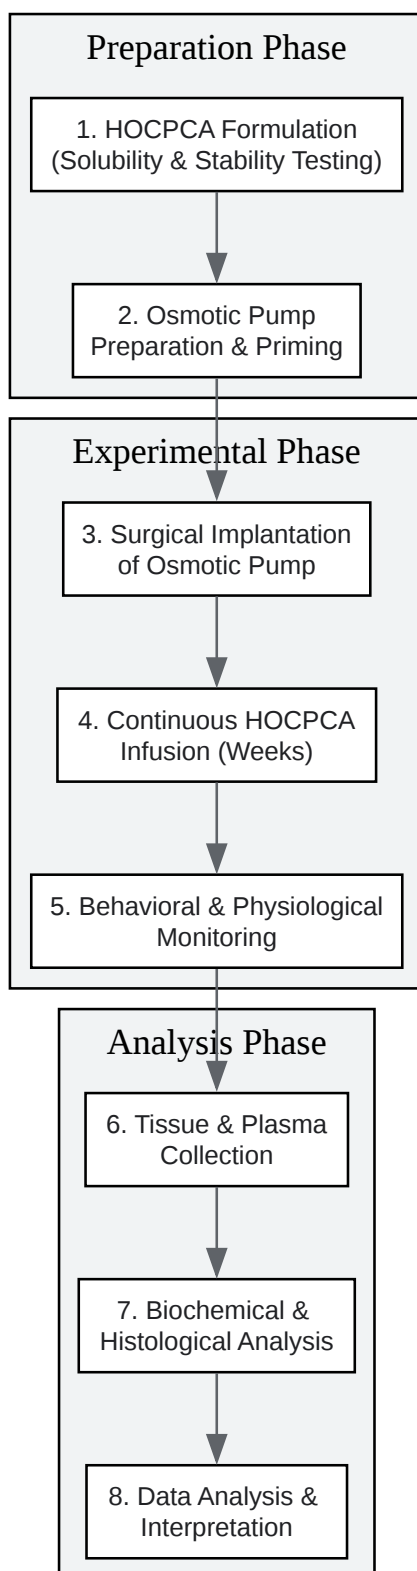 Preparation Phase
1. HOCPCA Formulation
(Solubility & Stability Testing)
2. Osmotic Pump
Preparation & Priming
Experimental Phase
3. Surgical Implantation
of Osmotic Pump
4. Continuous HOCPCA
Infusion (Weeks)
5. Behavioral & Physiological
Monitoring
Analysis Phase
6. Tissue & Plasma
Collection
7. Biochemical &
Histological Analysis
8. Data Analysis &
Interpretation